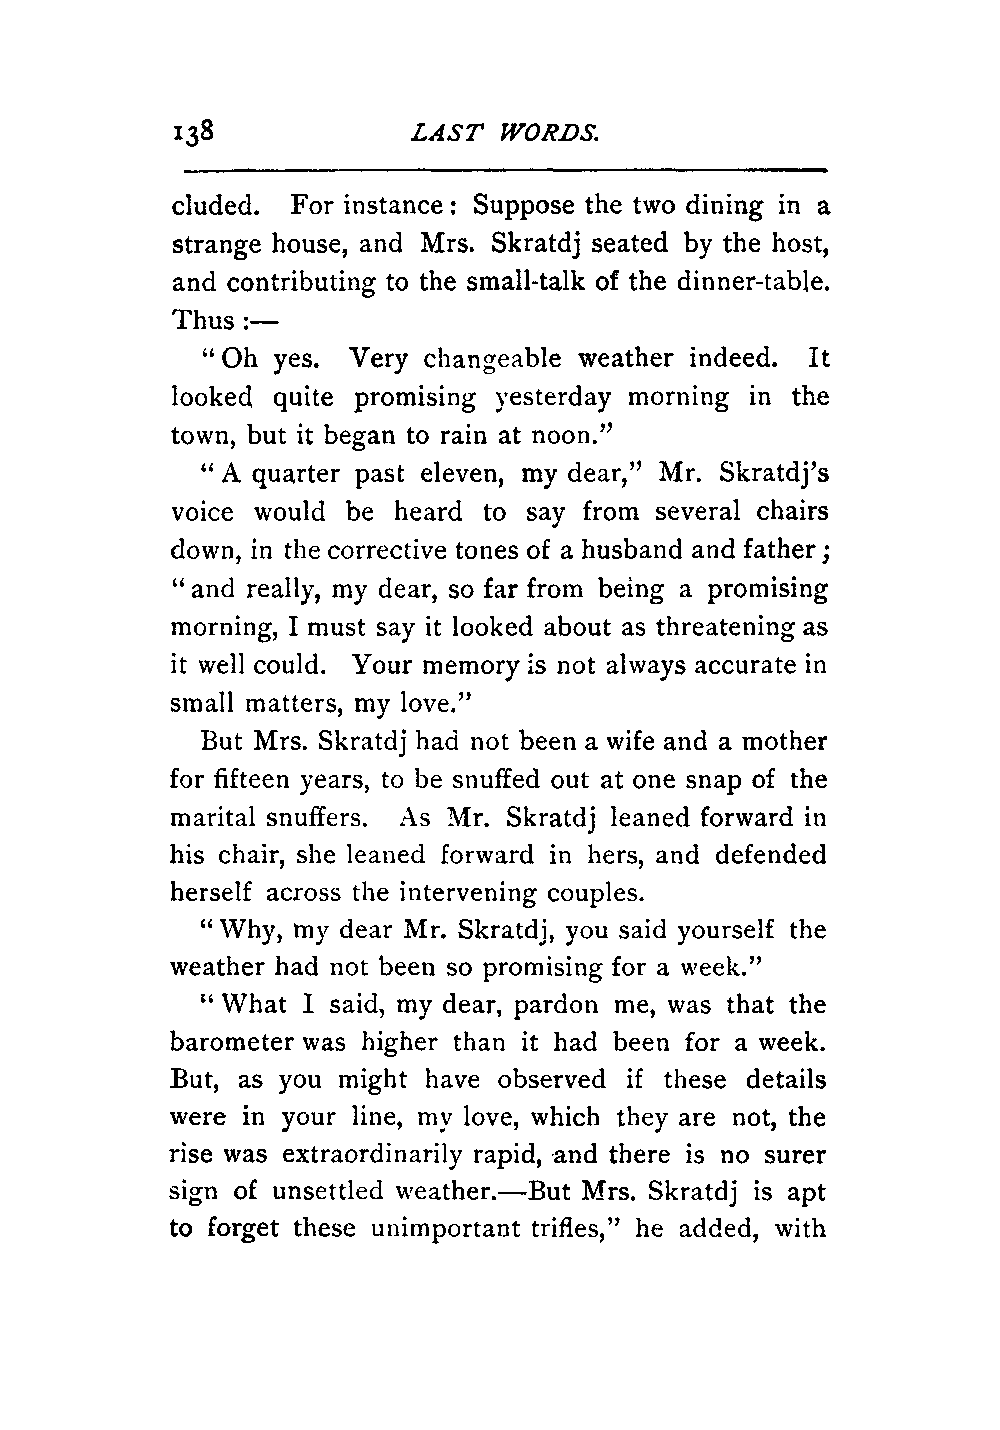 138 LAST WORDS.
cluded. For instance: Suppose the two dining in a
strange house, and Mrs. Skratdj seated by the host,
and contributing to the small-talk of the dinner-table.
Thus :—
“Oh yes. Very changeable weather indeed. It
looked quite promising yesterday morning in the
town, but it began to rain at noon.”
“A quarter past eleven, my dear,” Mr. Skratdj’s
voice would be heard to say from several chairs
down, in the corrective tones of a husband and father;
“and really, my dear, so far from being a promising
morning, I must say it looked about as threatening as
it well could. Your memory is not always accurate in
small matters, my love.”
But Mrs. Skratdj had not been a wife and a mother
for fifteen years, to be snuffed out at one snap of the
marital snuffers. As Mr. Skratdj leaned forward in
his chair, she leaned forward in hers, and defended
herself across the intervening couples.
“Why, my dear Mr. Skratdj, you said yourself the
weather had not been so promising for a week.”
“What I said, my dear, pardon me, was that the
barometer was higher than it had been for a week.
But, as you might have observed if these details
were in your line, my love, which they are not, the
rise was extraordinarily rapid, and there is no surer
sign of unsettled weather.—But Mrs. Skratdj is apt
to forget these unimportant trifles,” he added, with